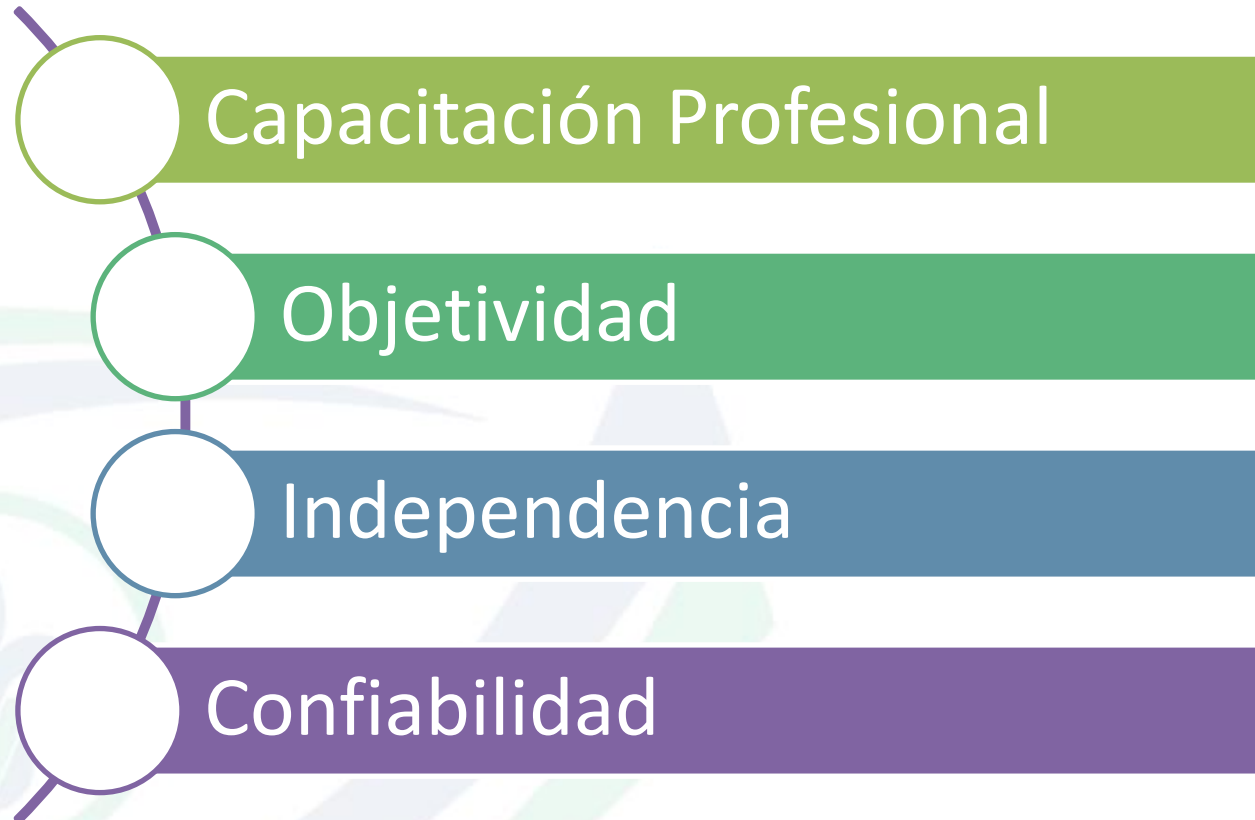 Capacitación Profesional
Objetividad
Independencia
Confiabilidad